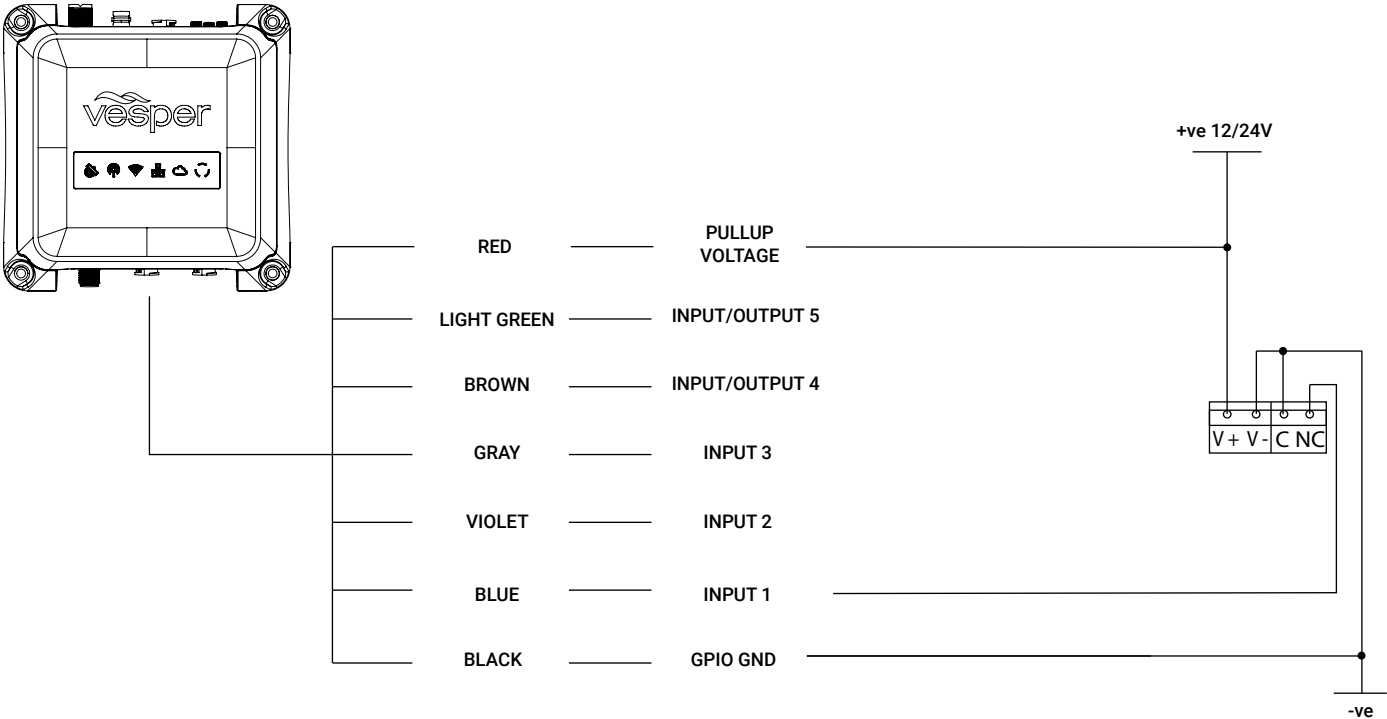 vesper
+ve 12/24V
RED
PULLUP
VOLTAGE
LIGHT GREEN
INPUT/OUTPUT 5
BROWN
INPUT/OUTPUT 4
V + V - C NC
GRAY
INPUT 3
VIOLET
INPUT 2
BLUE
INPUT 1
BLACK
GPIO GND
-ve